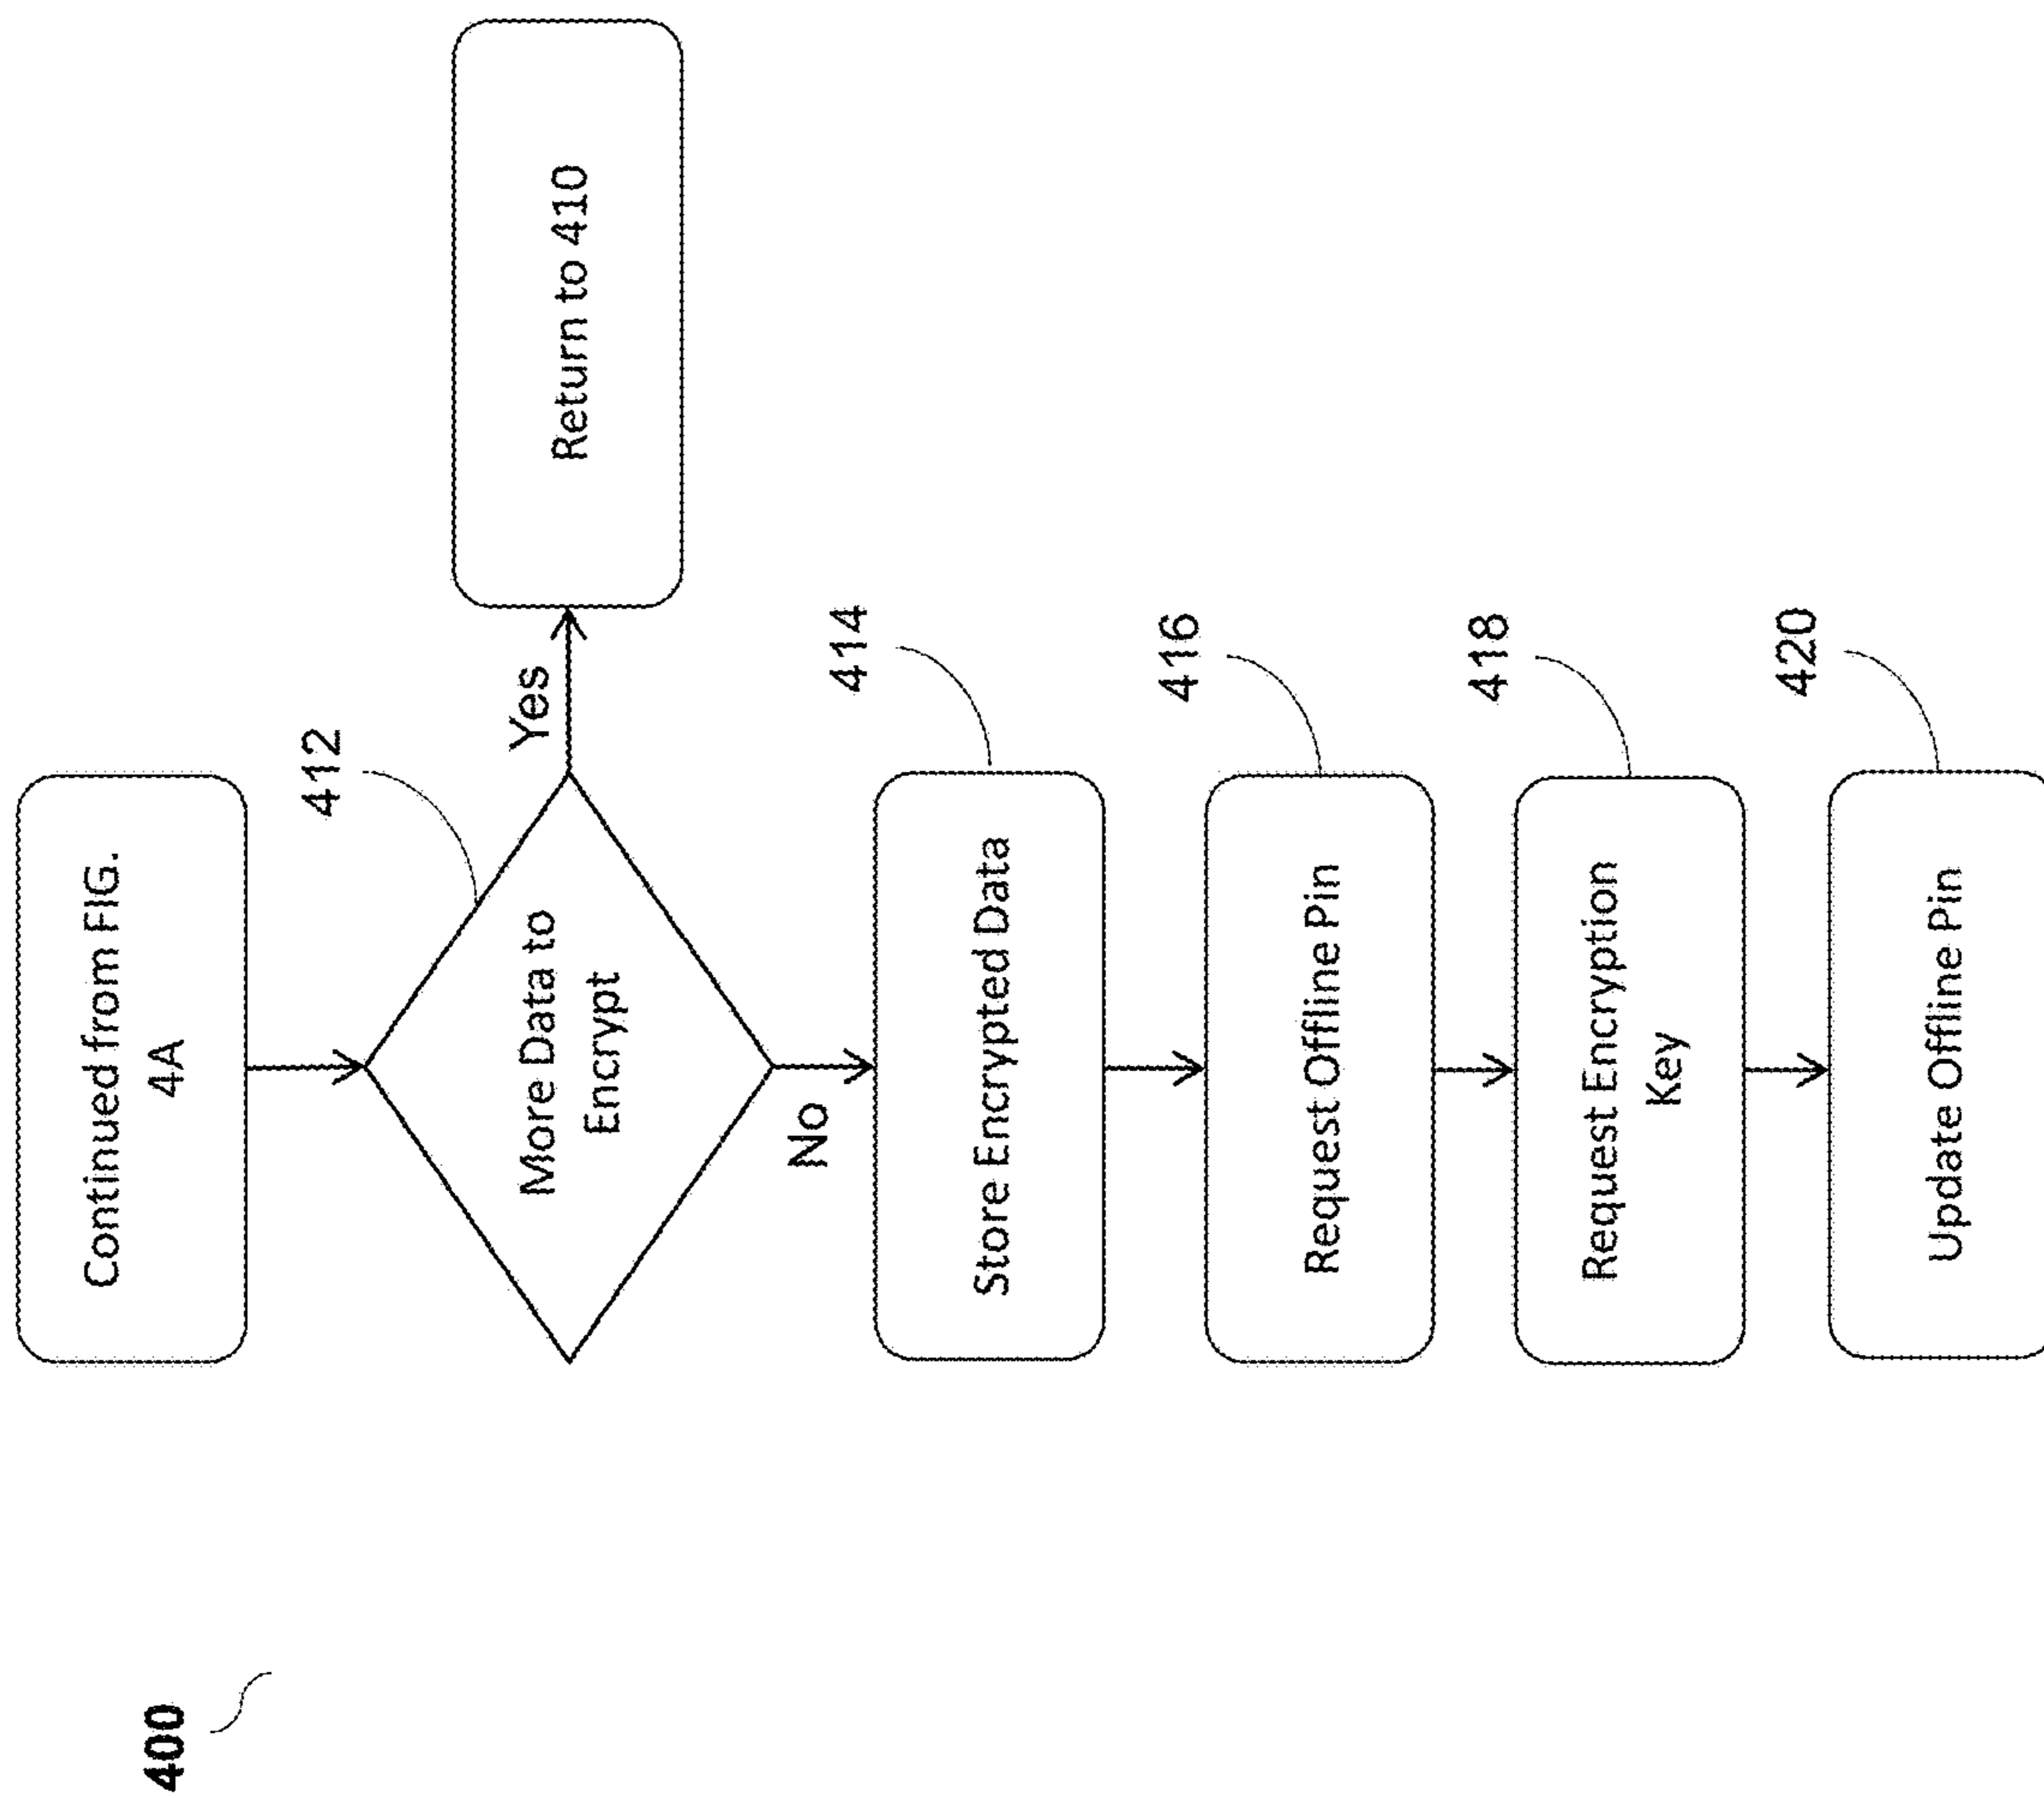 400
Continued from FIG.
4A
412
More Data to
Encrypt
Yes
Return to 410
No
414
Store Encrypted Data
416
Request Offline Pin
418
Request Encryption
Key
420
Update Offline Pin